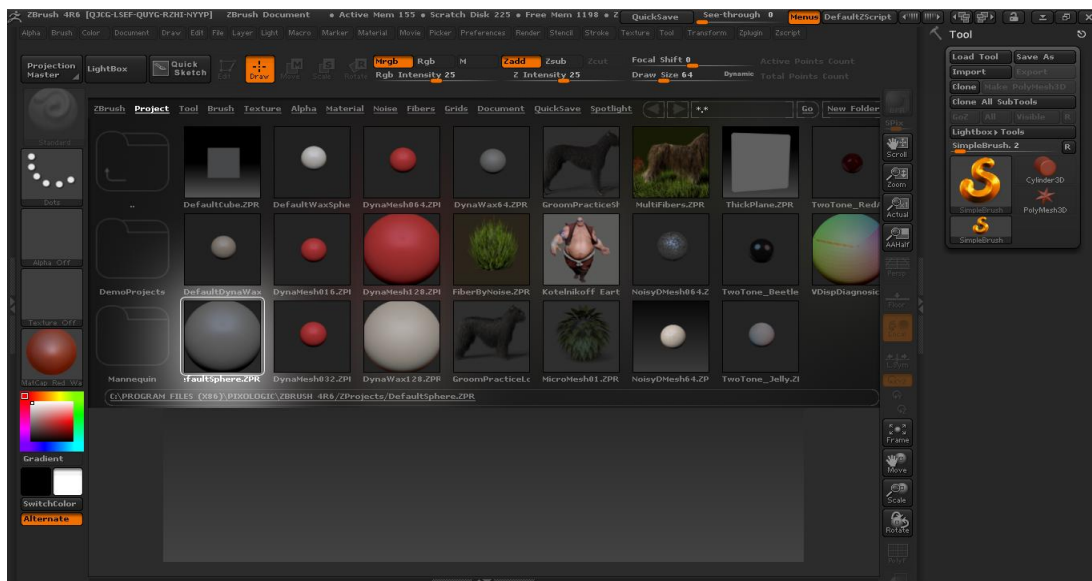 ZBrush 4R6 [QJCG-LSEF-QUYG-RZHI-NYYP] ZBrush Document • Active Mem 155 • Scratch Disk 225 • Free Mem 1198 • Z QuickSave See-through 0 Menus DefaultZScript
Alpha Brush Color Document Draw Edit File Layer Light Macro Marker Material Movie Picker Preferences Render Stencil Stroke Texture Tool Transform Zplugin Zscript
Tool
Load Tool Save As
Import Export
Clone Make PolyMesh3D
Clone All SubTools
GoZ All Visible R
Lightbox▸Tools
SimpleBrush. 2 R
SimpleBrush
Cylinder3D
PolyMesh3D
SimpleBrush
Projection Master
LightBox
Quick Sketch
Edit
Draw
Move
Scale
Rotate
Mrgb Rgb M
Rgb Intensity 25
Zadd Zsub Zcut
Z Intensity 25
Focal Shift 0
Draw Size 64 Dynamic
Active Points Count
Total Points Count
ZBrush Project Tool Brush Texture Alpha Material Noise Fibers Grids Document QuickSave Spotlight *.* Go New Folder
.. DefaultCube.ZPR DefaultWaxSphe DynaMesh064.ZPI DynaWax64.ZPR GroomPracticeSh MultiFibers.ZPR ThickPlane.ZPR TwoTone_RedA
DemoProjects DefaultDynaWax DynaMesh016.ZPI DynaMesh128.ZPI FiberByNoise.ZPR Kotelnikoff Eart NoisyDMesh064.Z TwoTone_Beetle VDispDiagnosic
Mannequin faultSphere.ZPR DynaMesh032.ZPI DynaWax128.ZPR GroomPracticeLo MicroMesh01.ZPR NoisyDMesh64.ZP TwoTone_Jelly.ZI
C:\PROGRAM FILES (X86)\PIXOLOGIC\ZBRUSH 4R6/ZProjects/DefaultSphere.ZPR
Standard
Dots
Alpha Off
Texture Off
MatCap Red Wa
Gradient
SwitchColor
Alternate
SPix
Scroll
Zoom
Actual
AAHalf
Persp
Floor
Local
L.Sym
Frame
Move
Scale
Rotate
PolyF